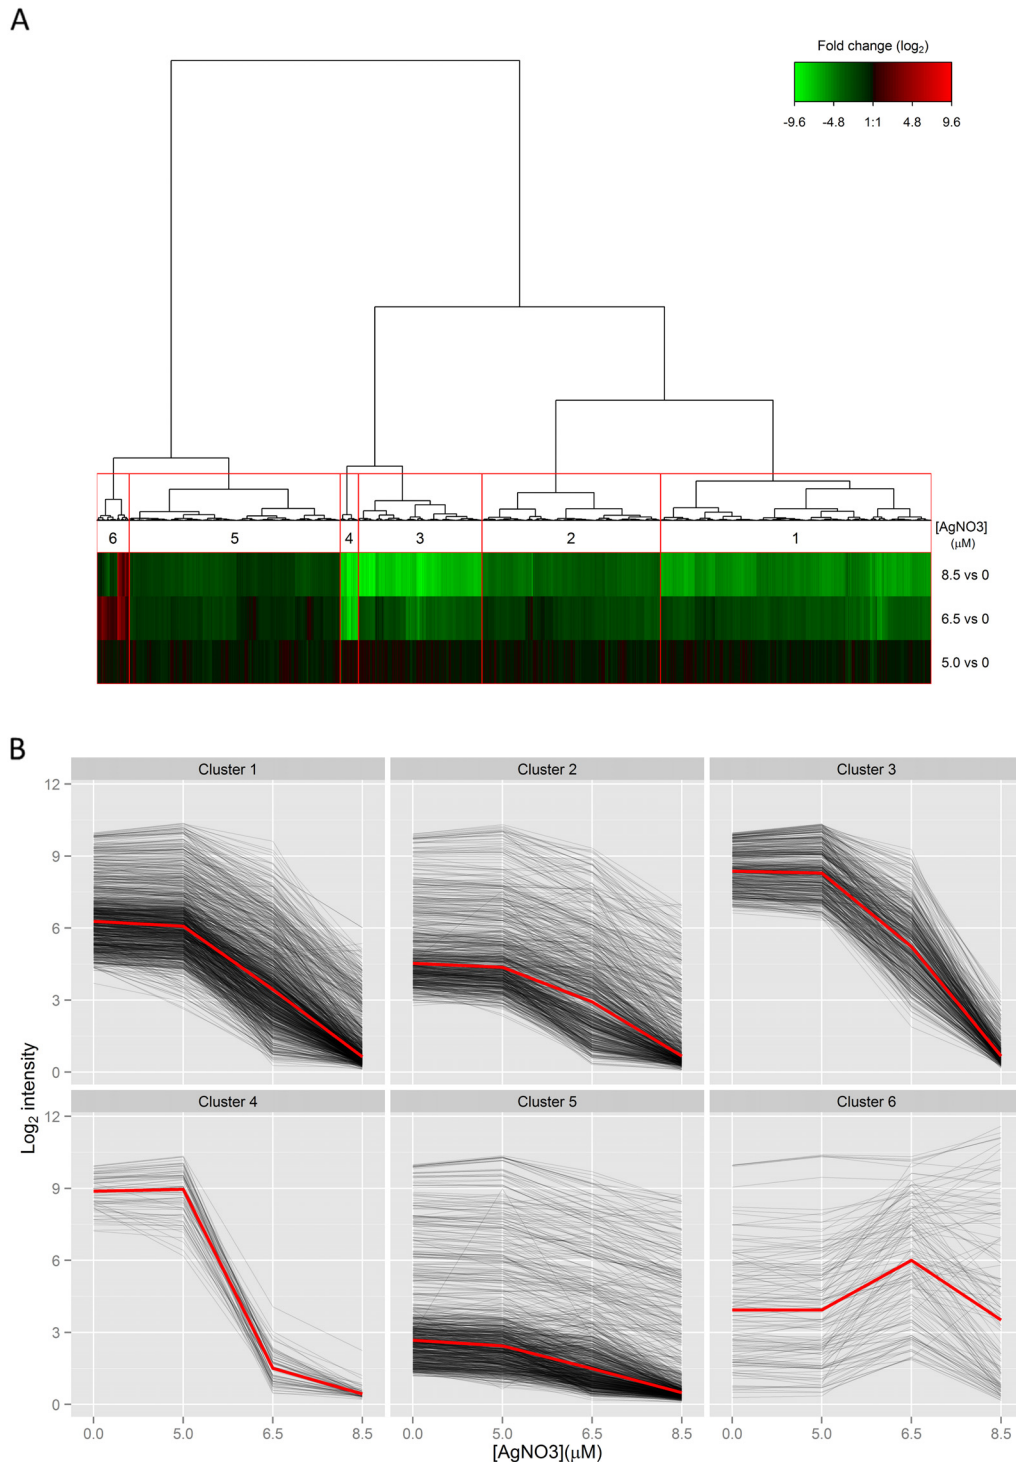 A
Fold change (log2)
-9.6 -4.8 1:1 4.8 9.6
6 5 4 3 2 1
[AgNO3]
(μM)
8.5 vs 0
6.5 vs 0
5.0 vs 0
B
Cluster 1 Cluster 2 Cluster 3
12
9
6
3
0
Cluster 4 Cluster 5 Cluster 6
12
9
6
3
0
Log2 intensity
0.0 5.0 6.5 8.5 0.0 5.0 6.5 8.5 0.0 5.0 6.5 8.5
[AgNO3](μM)